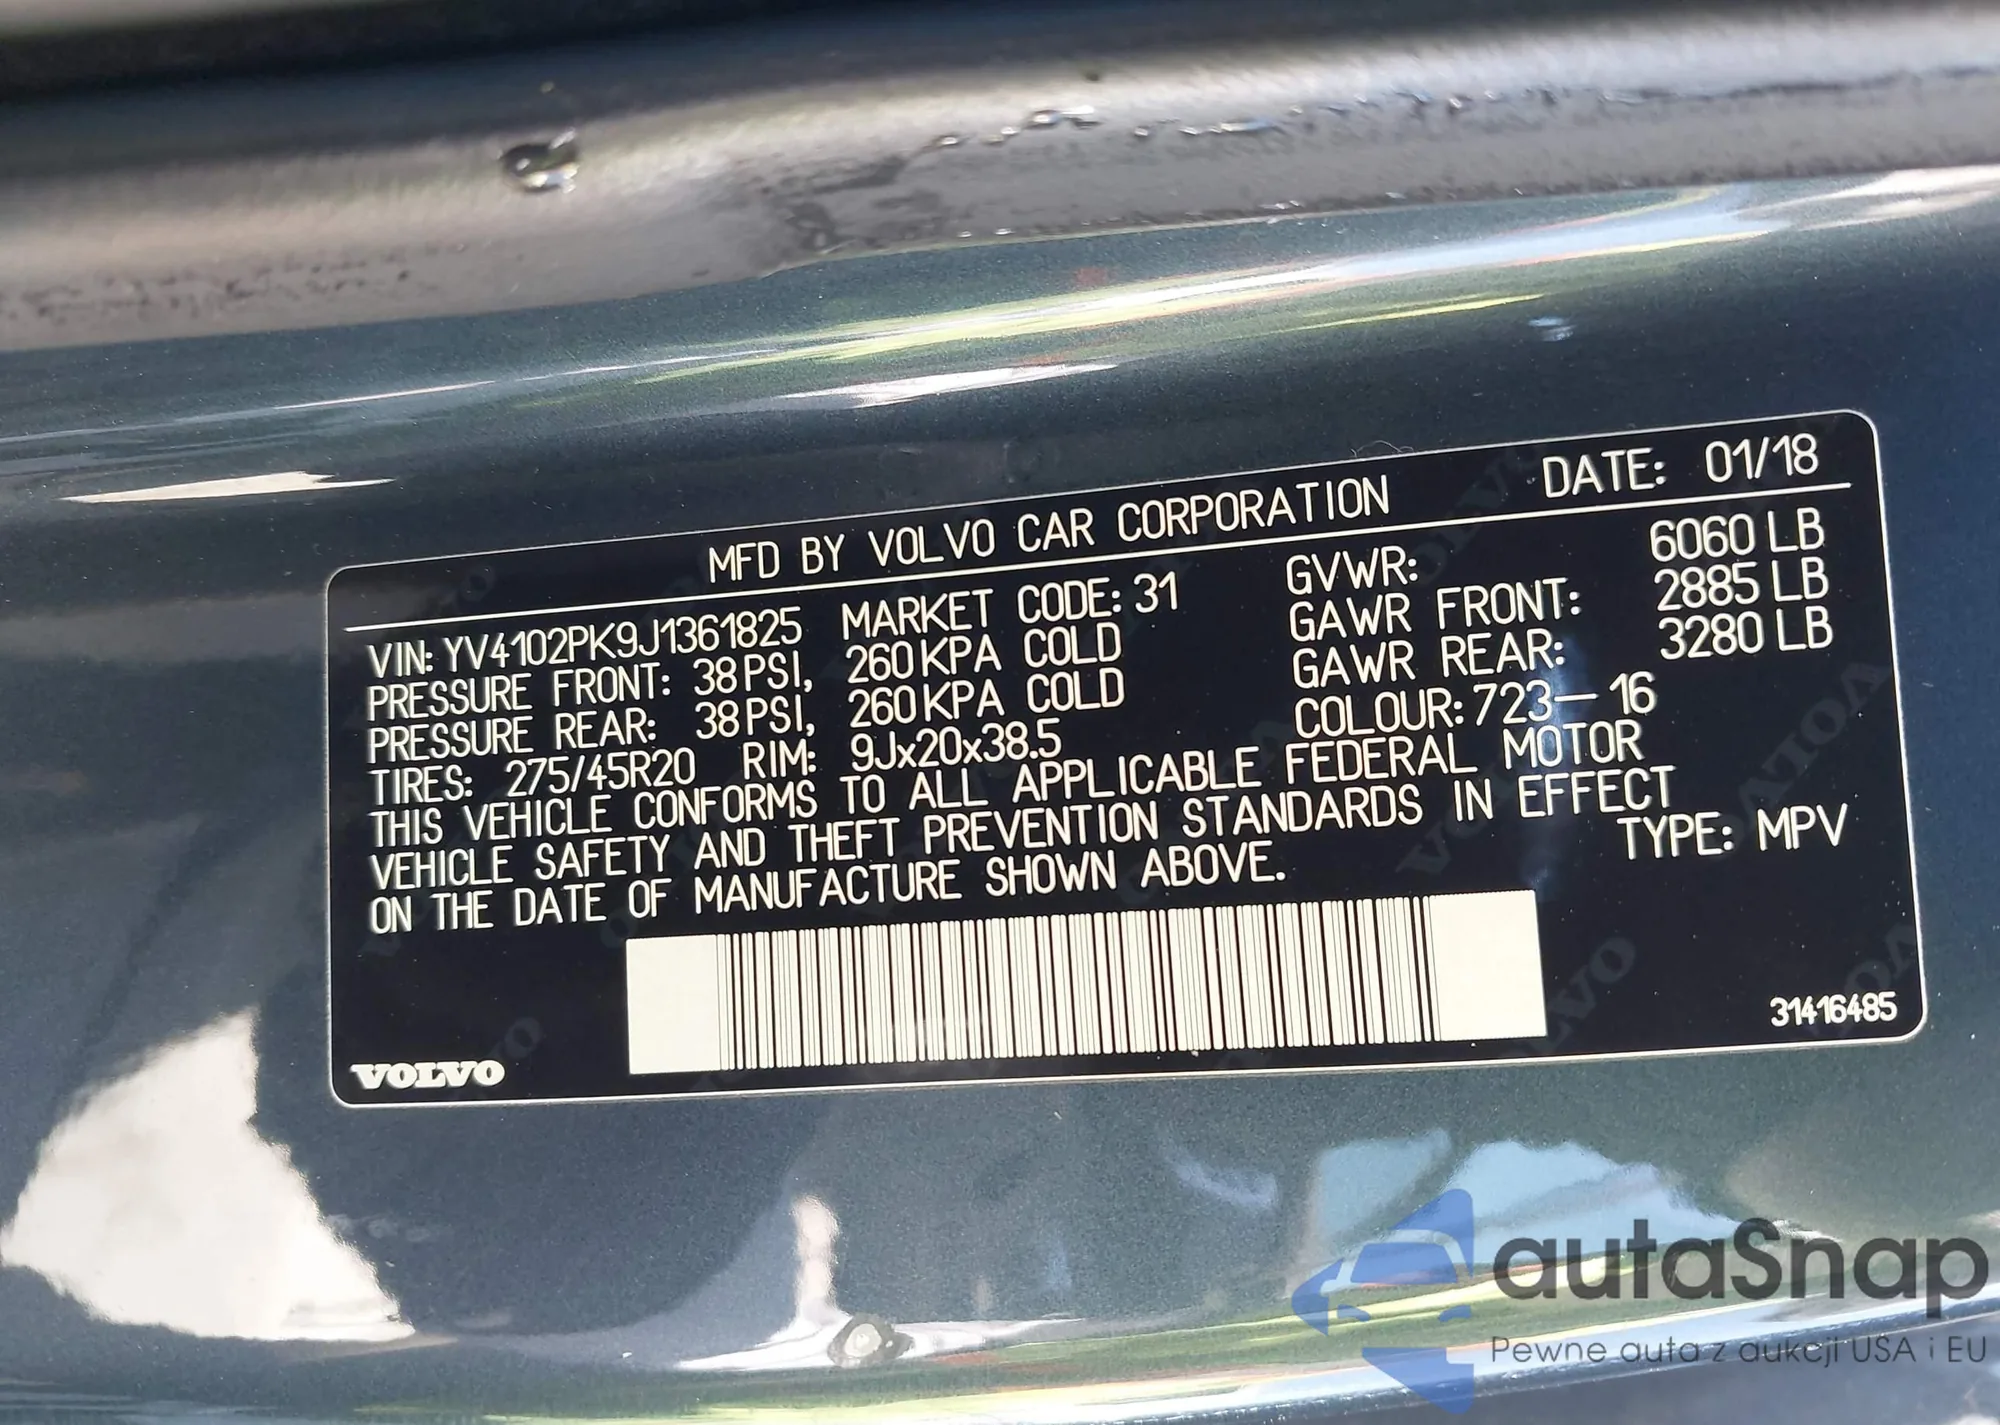 MFD BY VOLVO CAR CORPORATION DATE: 01/18
VIN: YV4102PK9J1361825 MARKET CODE: 31 GVWR: 6060 LB
PRESSURE FRONT: 38 PSI, 260 KPA COLD GAWR FRONT: 2885 LB
PRESSURE REAR: 38 PSI, 260 KPA COLD GAWR REAR: 3280 LB
TIRES: 275/45R20 RIM: 9Jx20x38.5 COLOUR: 723-16
THIS VEHICLE CONFORMS TO ALL APPLICABLE FEDERAL MOTOR
VEHICLE SAFETY AND THEFT PREVENTION STANDARDS IN EFFECT
ON THE DATE OF MANUFACTURE SHOWN ABOVE. TYPE: MPV
31416485
VOLVO
autaSnap
Pewne auta z aukcji USA i EU